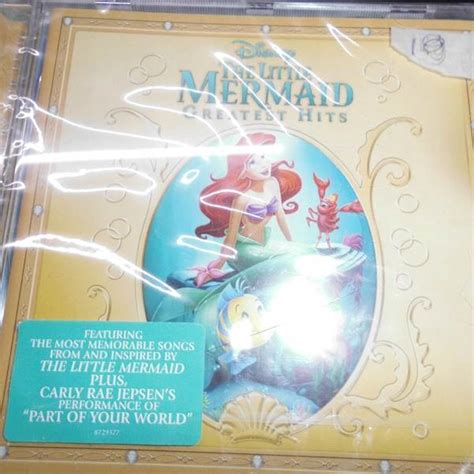 Disney
THE LITTLE
MERMAID
GREATEST HITS
FEATURING
THE MOST MEMORABLE SONGS
FROM AND INSPIRED BY
THE LITTLE MERMAID
PLUS,
CARLY RAE JEPSEN'S
PERFORMANCE OF
"PART OF YOUR WORLD"